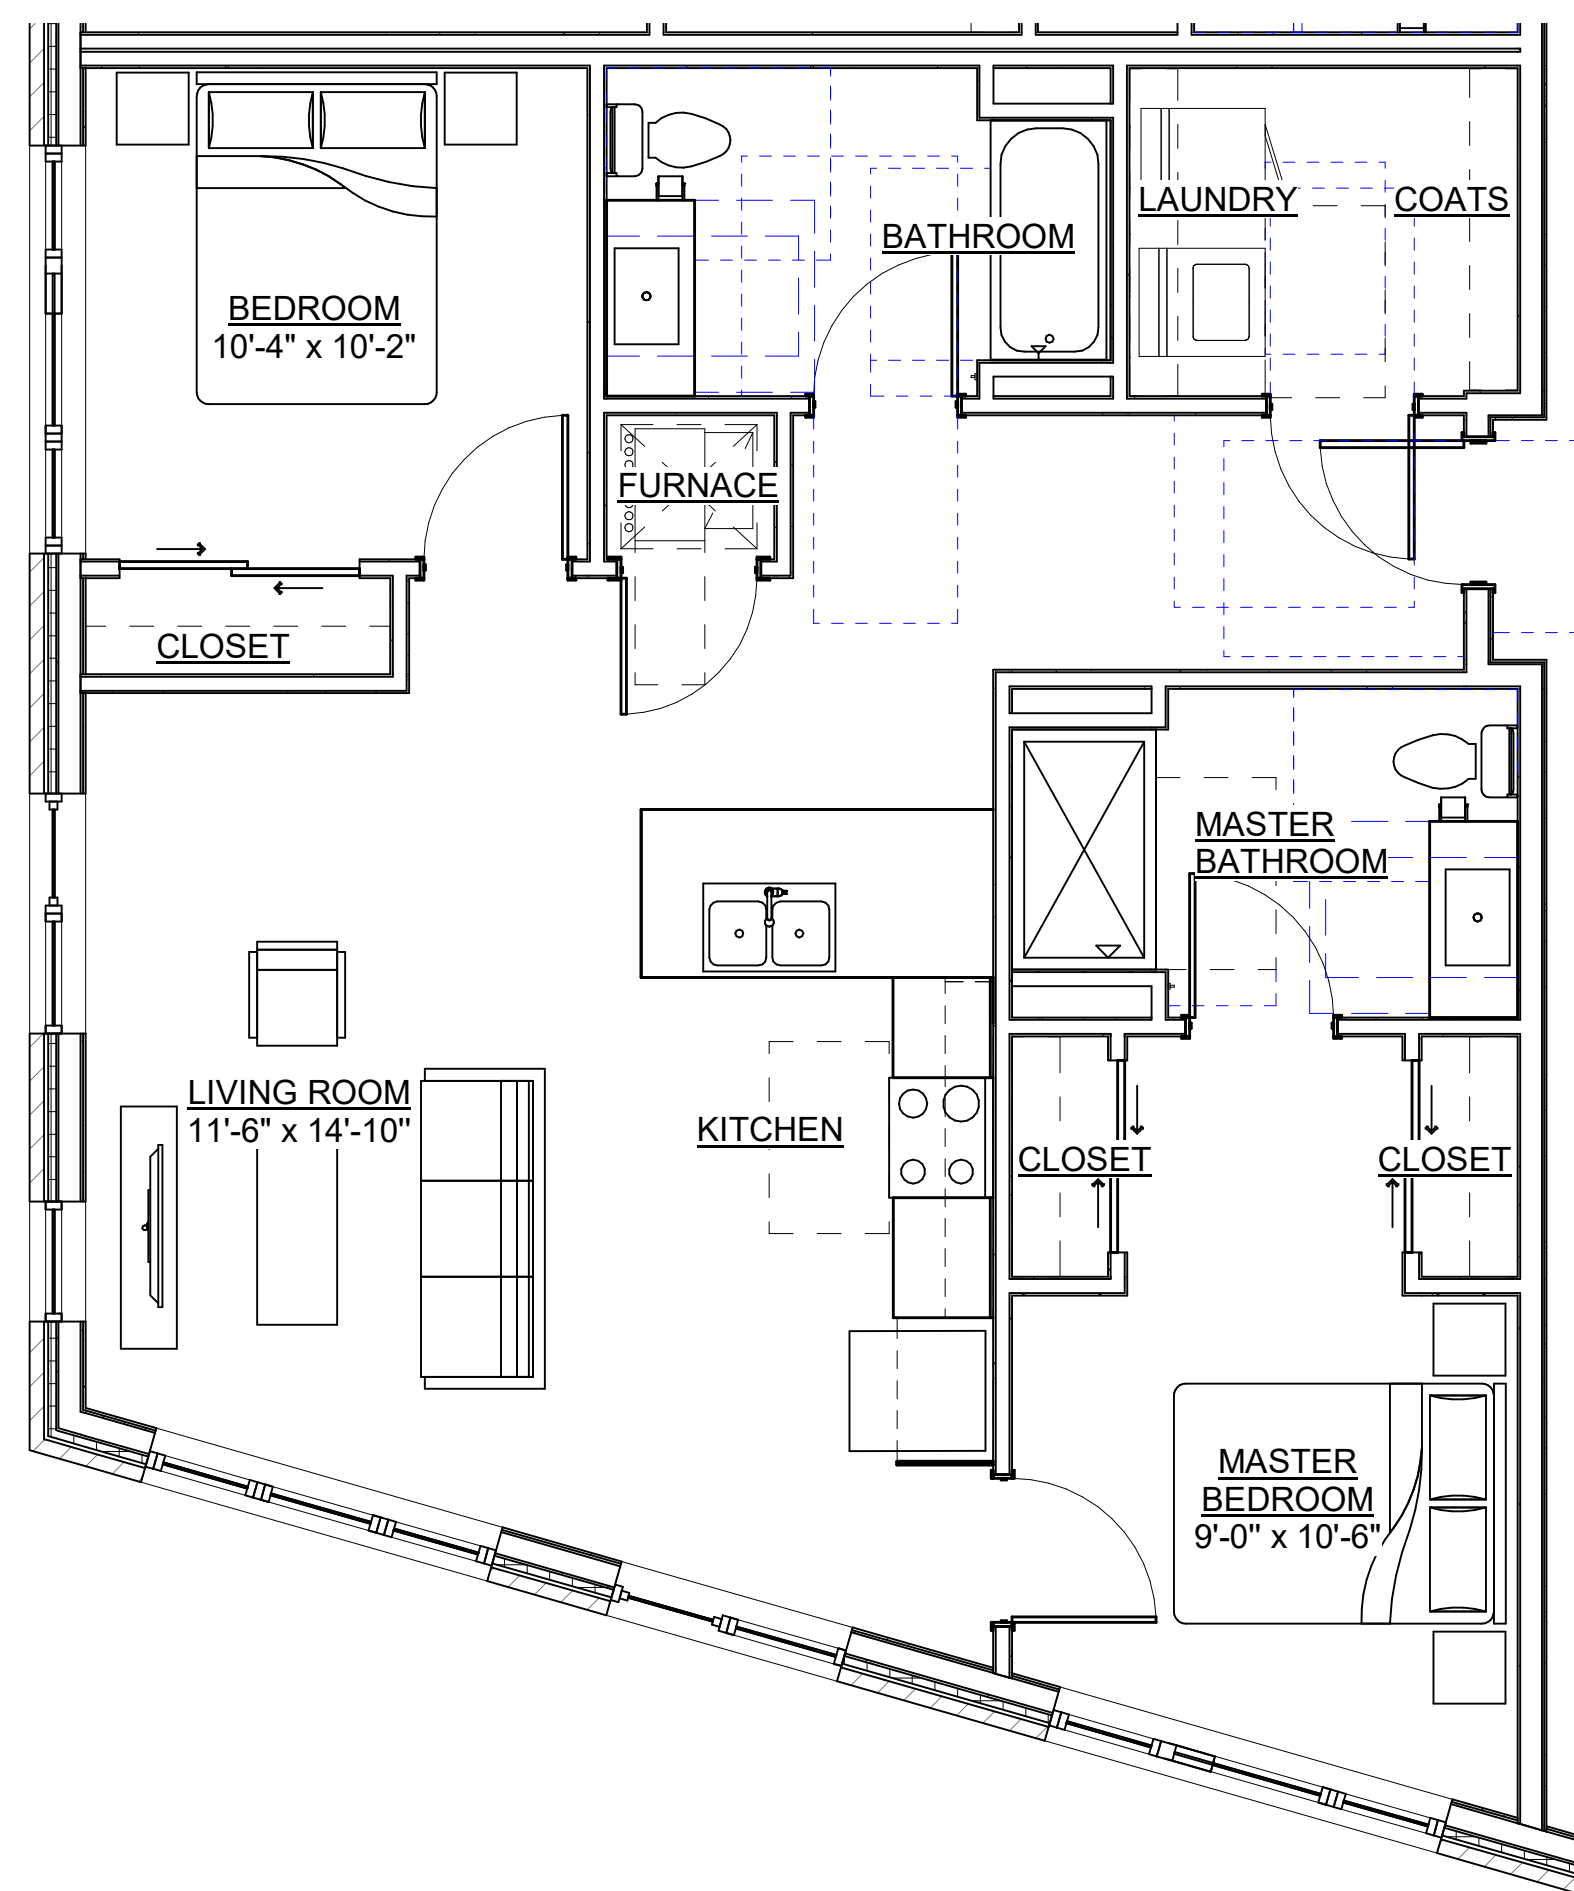 LAUNDRY
COATS
BATHROOM
BEDROOM
10'-4" x 10'-2"
FURNACE
CLOSET
MASTER
BATHROOM
LIVING ROOM
11'-6" x 14'-10"
KITCHEN
CLOSET
CLOSET
MASTER
BEDROOM
9'-0" x 10'-6"